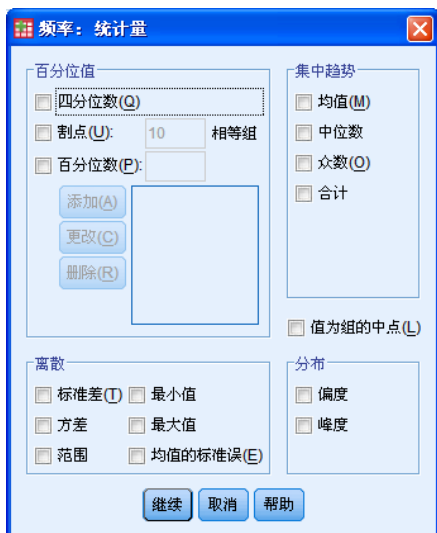 频率：统计量
百分位值
四分位数(Q)
割点(U): 10 相等组
百分位数(P):
添加(A)
更改(C)
删除(R)
集中趋势
均值(M)
中位数
众数(O)
合计
值为组的中点(L)
离散
标准差(T) 最小值
方差 最大值
范围 均值的标准误(E)
分布
偏度
峰度
继续 取消 帮助